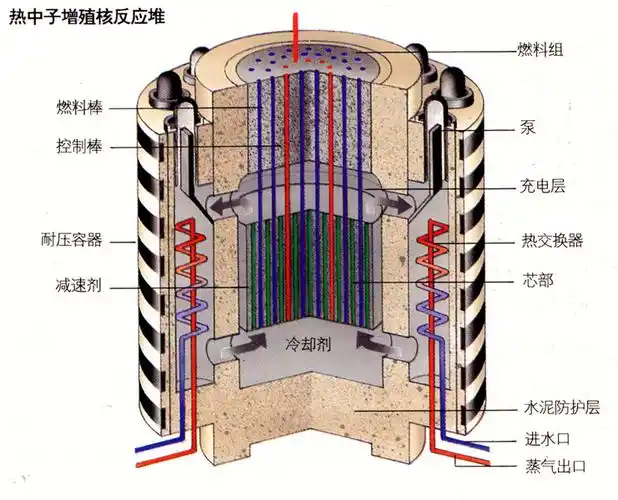 热中子增殖核反应堆
燃料组
燃料棒
泵
控制棒
充电层
耐压容器
热交换器
减速剂
芯部
冷却剂
水泥防护层
进水口
蒸气出口